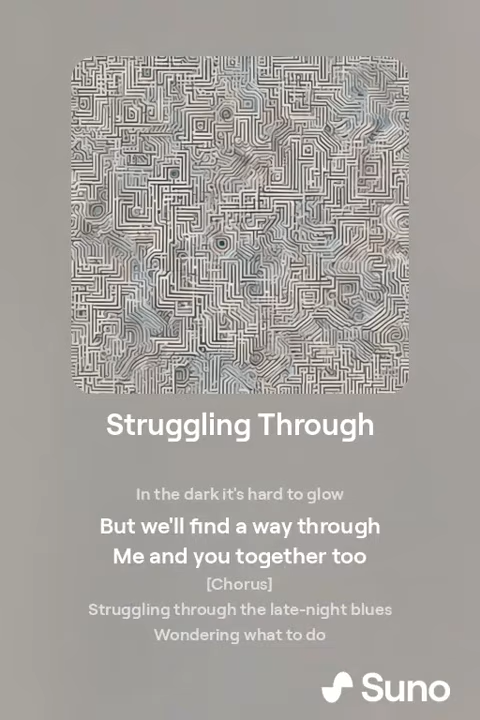 Struggling Through
In the dark it's hard to glow
But we'll find a way through
Me and you together too
[Chorus]
Struggling through the late-night blues
Wondering what to do
Suno